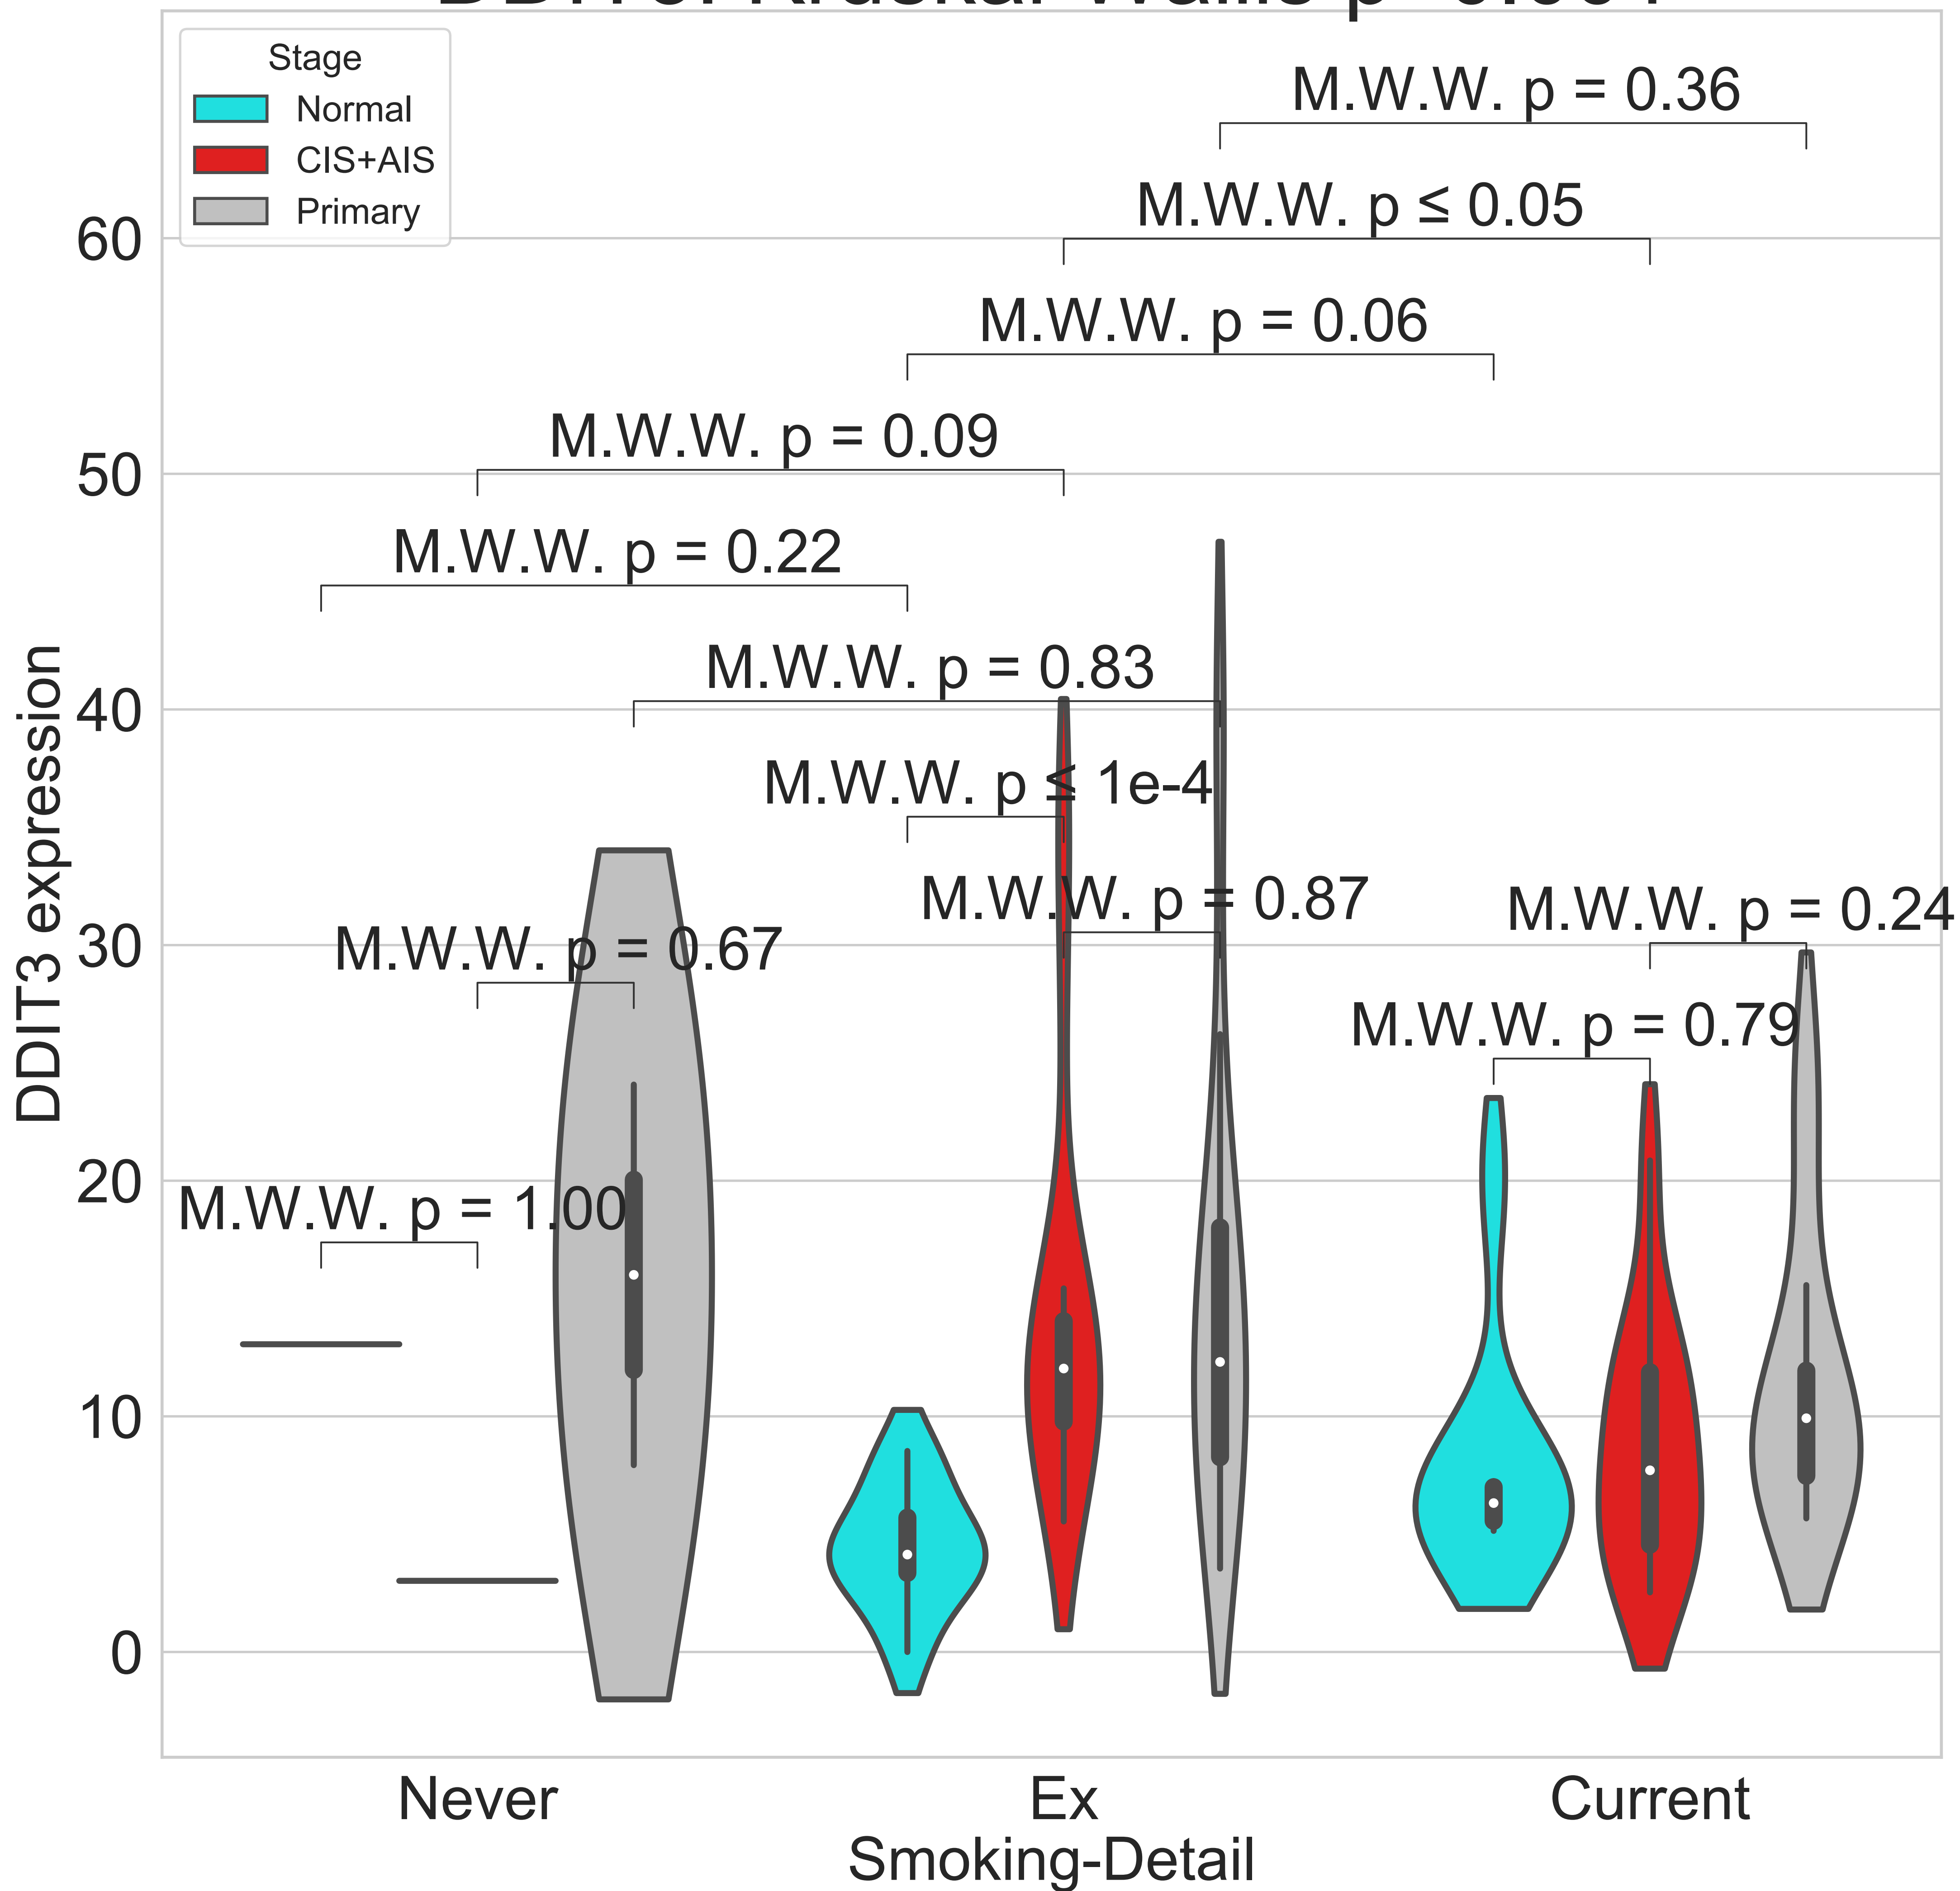 Stage
Normal
CIS+AIS
Primary
M.W.W. p = 0.36
M.W.W. p ≤ 0.05
M.W.W. p = 0.06
M.W.W. p = 0.09
M.W.W. p = 0.22
M.W.W. p = 0.83
M.W.W. p ≤ 1e-4
M.W.W. p = 0.87
M.W.W. p = 0.24
M.W.W. p = 0.67
M.W.W. p = 0.79
M.W.W. p = 1.00
60
50
40
30
20
10
0
DDIT3 expression
Never
Ex
Current
Smoking-Detail